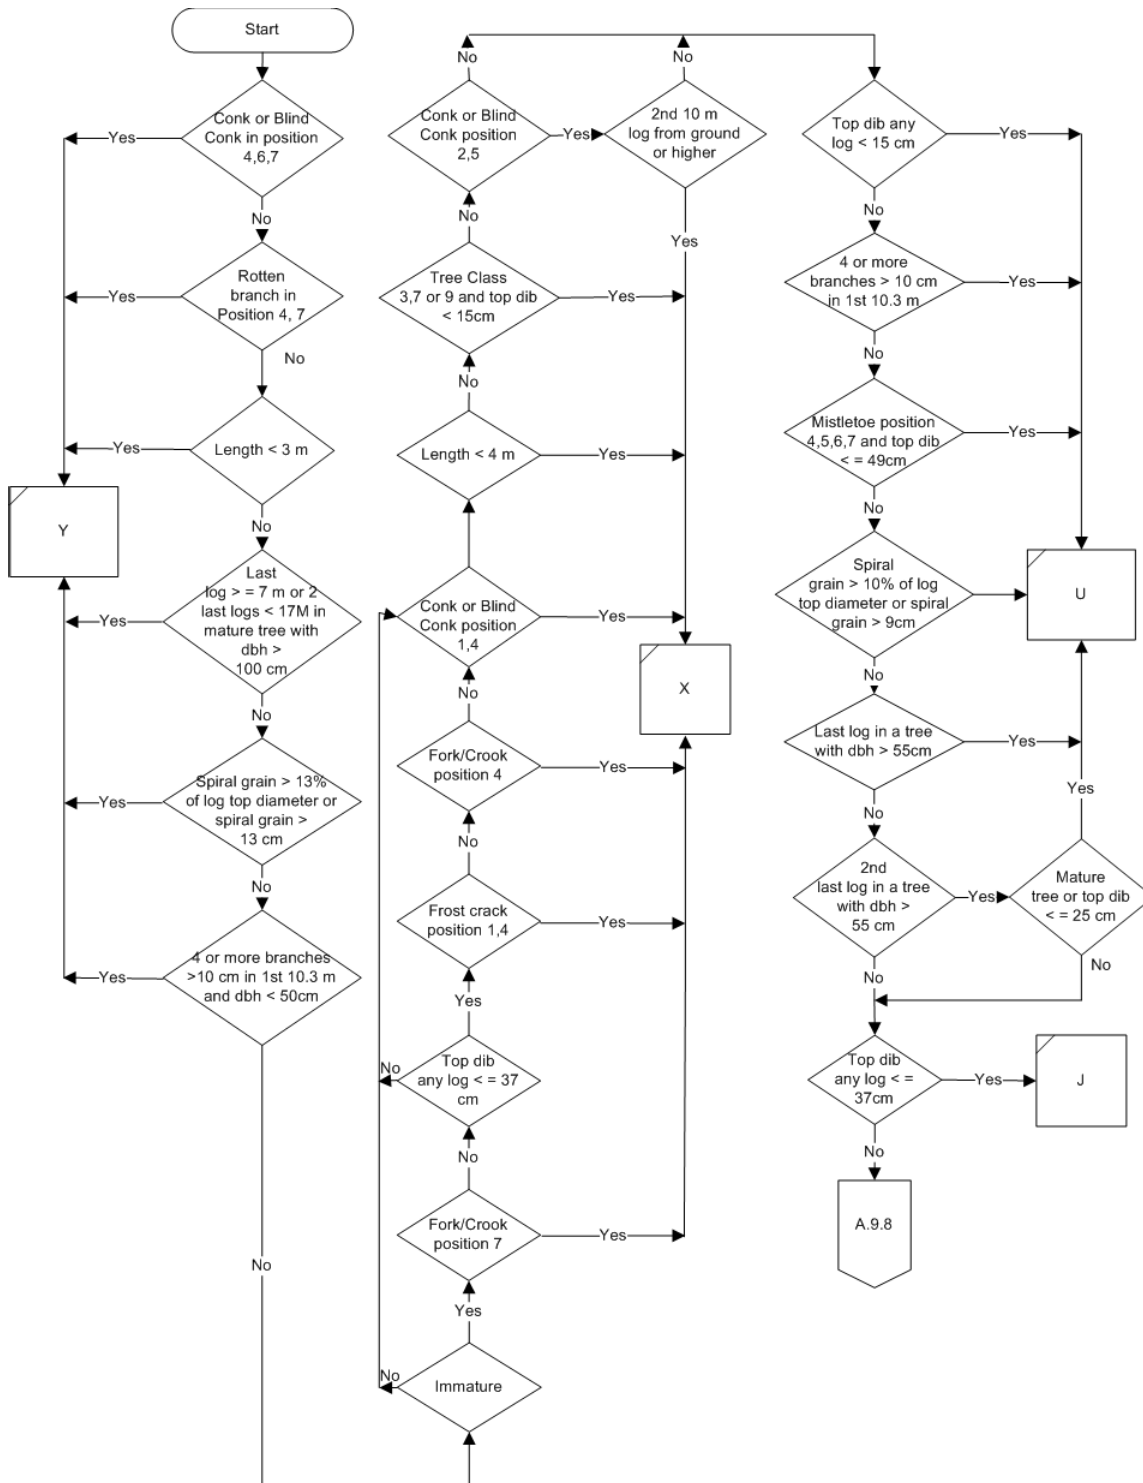 Start
Conk or Blind
Conk in position
4,6,7
Yes
No
Rotten
branch in
Position 4, 7
Yes
No
Length < 3 m
Yes
No
Y
Last
log > = 7 m or 2
last logs < 17M in
mature tree with
dbh >
100 cm
Yes
No
Spiral grain > 13%
of log top diameter or
spiral grain >
13 cm
Yes
No
4 or more branches
>10 cm in 1st 10.3 m
and dbh < 50cm
Yes
No
Immature
No
Yes
Fork/Crook
position 7
Yes
No
Top dib
any log < = 37
cm
No
Yes
Frost crack
position 1,4
Yes
No
Fork/Crook
position 4
Yes
No
Conk or Blind
Conk position
1,4
Yes
Length < 4 m
Yes
No
Tree Class
3,7 or 9 and top dib
< 15cm
Yes
No
Conk or Blind
Conk position
2,5
Yes
No
2nd 10 m
log from ground
or higher
No
Yes
X
Top dib any
log < 15 cm
Yes
No
4 or more
branches > 10 cm
in 1st 10.3 m
Yes
No
Mistletoe position
4,5,6,7 and top dib
< = 49cm
Yes
No
Spiral
grain > 10% of log
top diameter or spiral
grain > 9cm
U
No
Last log in a tree
with dbh > 55cm
Yes
No
2nd
last log in a tree
with dbh >
55 cm
Yes
No
Mature
tree or top dib
< = 25 cm
Yes
No
Top dib
any log < =
37cm
Yes
J
No
A.9.8